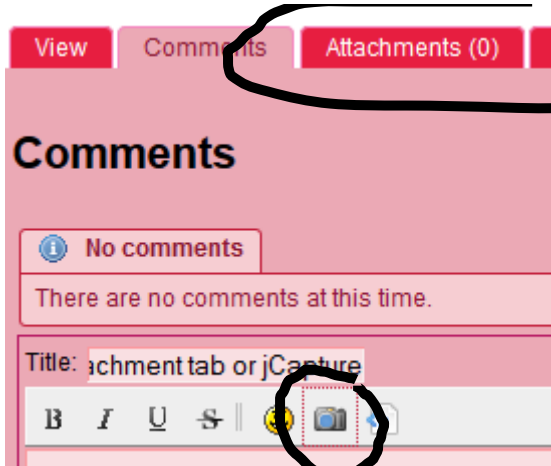 View Comments Attachments (0)
Comments
No comments
There are no comments at this time.
Title: achment tab or jCapture
B I U S